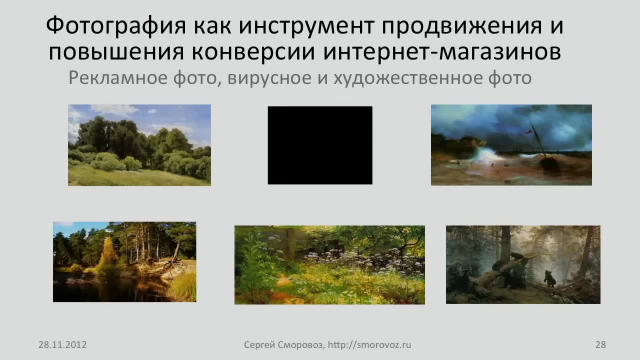 Фотография как инструмент продвижения и
повышения конверсии интернет-магазинов
Рекламное фото, вирусное и художественное фото
28.11.2012
Сергей Сморовоз, http://smorovoz.ru
28